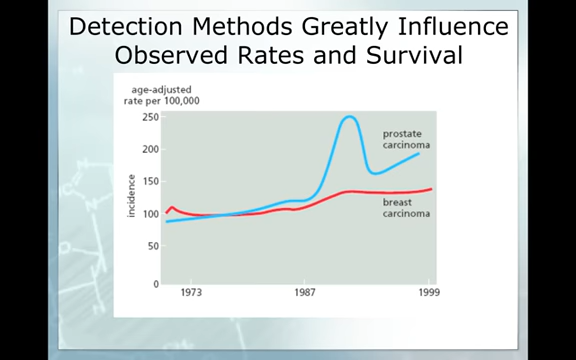 Detection Methods Greatly Influence
Observed Rates and Survival
age-adjusted
rate per 100,000
250
200
150
100
50
0
incidence
prostate
carcinoma
breast
carcinoma
1973
1987
1999